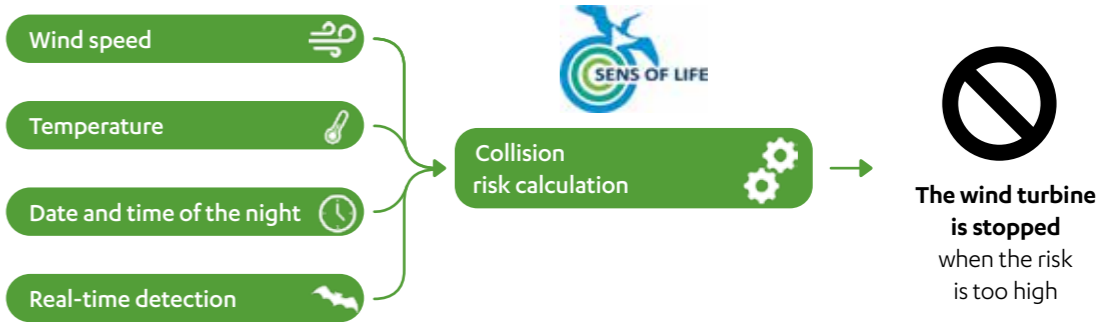 Wind speed
Temperature
Date and time of the night
Real-time detection
SENS OF LIFE
Collision
risk calculation
The wind turbine
is stopped
when the risk
is too high